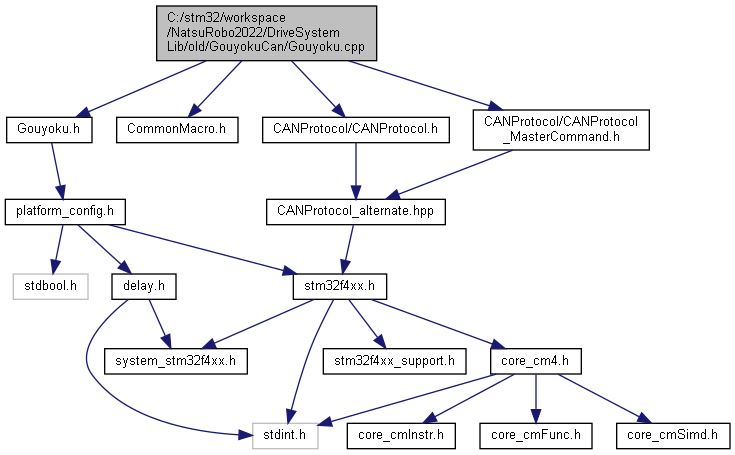 C:/stm32/workspace
/NatsuRobo2022/DriveSystem
Lib/old/GouyokuCan/Gouyoku.cpp
Gouyoku.h
CommonMacro.h
CANProtocol/CANProtocol.h
CANProtocol/CANProtocol
_MasterCommand.h
platform_config.h
CANProtocol_alternate.hpp
stdbool.h
delay.h
stm32f4xx.h
system_stm32f4xx.h
stm32f4xx_support.h
core_cm4.h
stdint.h
core_cmInstr.h
core_cmFunc.h
core_cmSimd.h